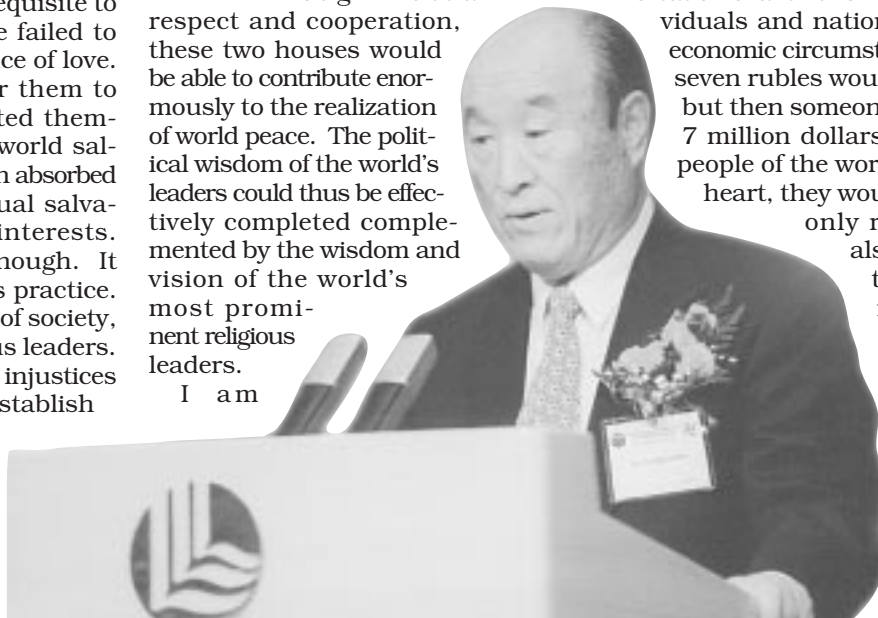 equisite to
e failed to
ce of love.
r them to
ted them-
world sal-
n absorbed
ual salva-
interests.
nough. It
s practice.
of society,
us leaders.
injustices
stablish
respect and cooperation,
these two houses would
be able to contribute enor-
mously to the realization
of world peace. The polit-
ical wisdom of the world's
leaders could thus be effec-
tively completed comple-
mented by the wisdom and
vision of the world's
most promi-
nent religious
leaders.
I am
viduals and nation
economic circumst
seven rubles wou
but then someon
7 million dollars
people of the wor
heart, they wou
only r
als
t